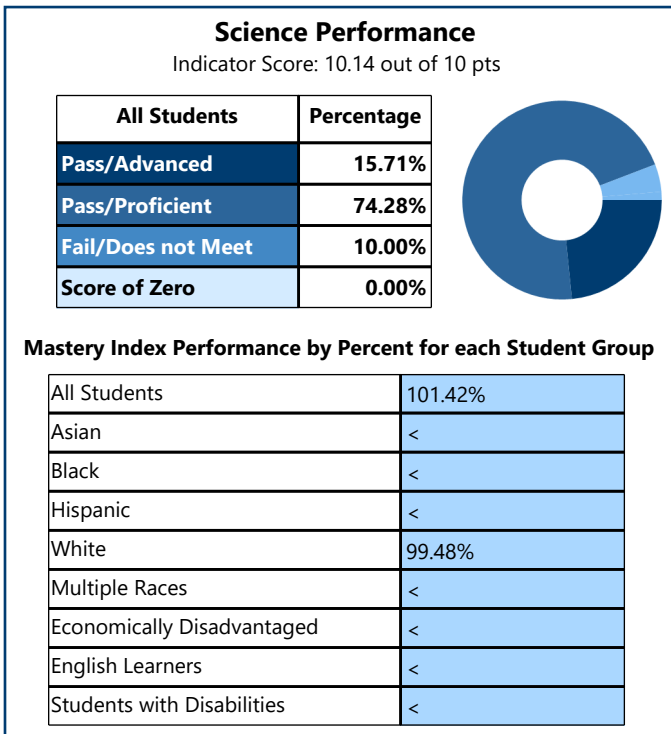 Science Performance
Indicator Score: 10.14 out of 10 pts
All Students Percentage
Pass/Advanced 15.71%
Pass/Proficient 74.28%
Fail/Does not Meet 10.00%
Score of Zero 0.00%
Mastery Index Performance by Percent for each Student Group
All Students 101.42%
Asian <
Black <
Hispanic <
White 99.48%
Multiple Races <
Economically Disadvantaged <
English Learners <
Students with Disabilities <